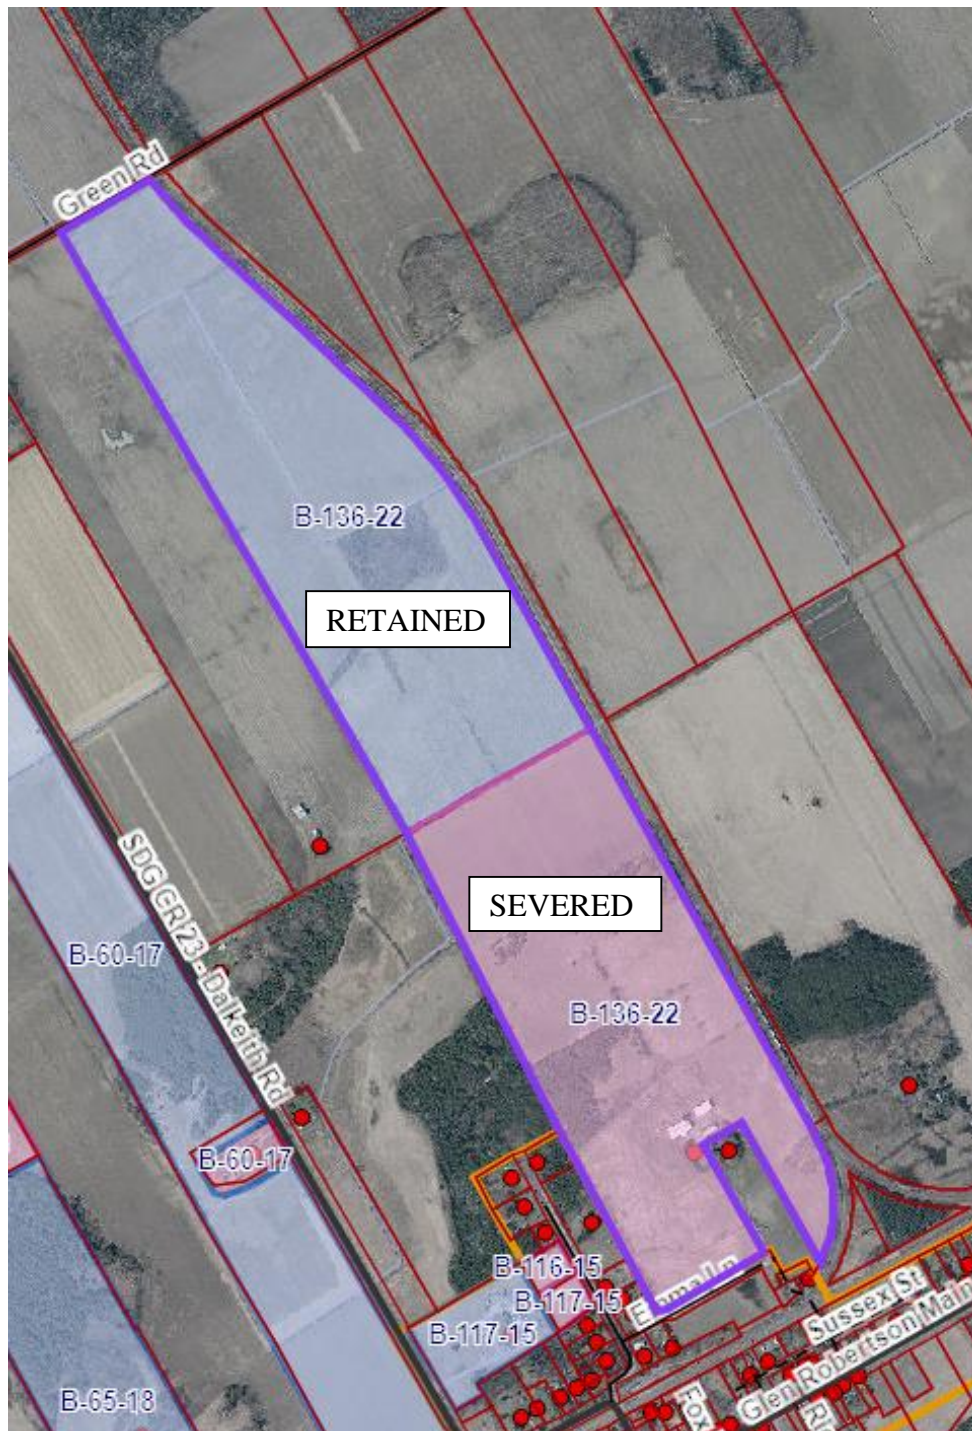 Green Rd
B-136-22
RETAINED
SDG CR 23 - Dalkeith Rd
SEVERED
B-60-17
B-136-22
B-60-17
B-116-15
B-117-15
B-117-15
Sussex St
Glen Robertson Main
B-65-18
Fox